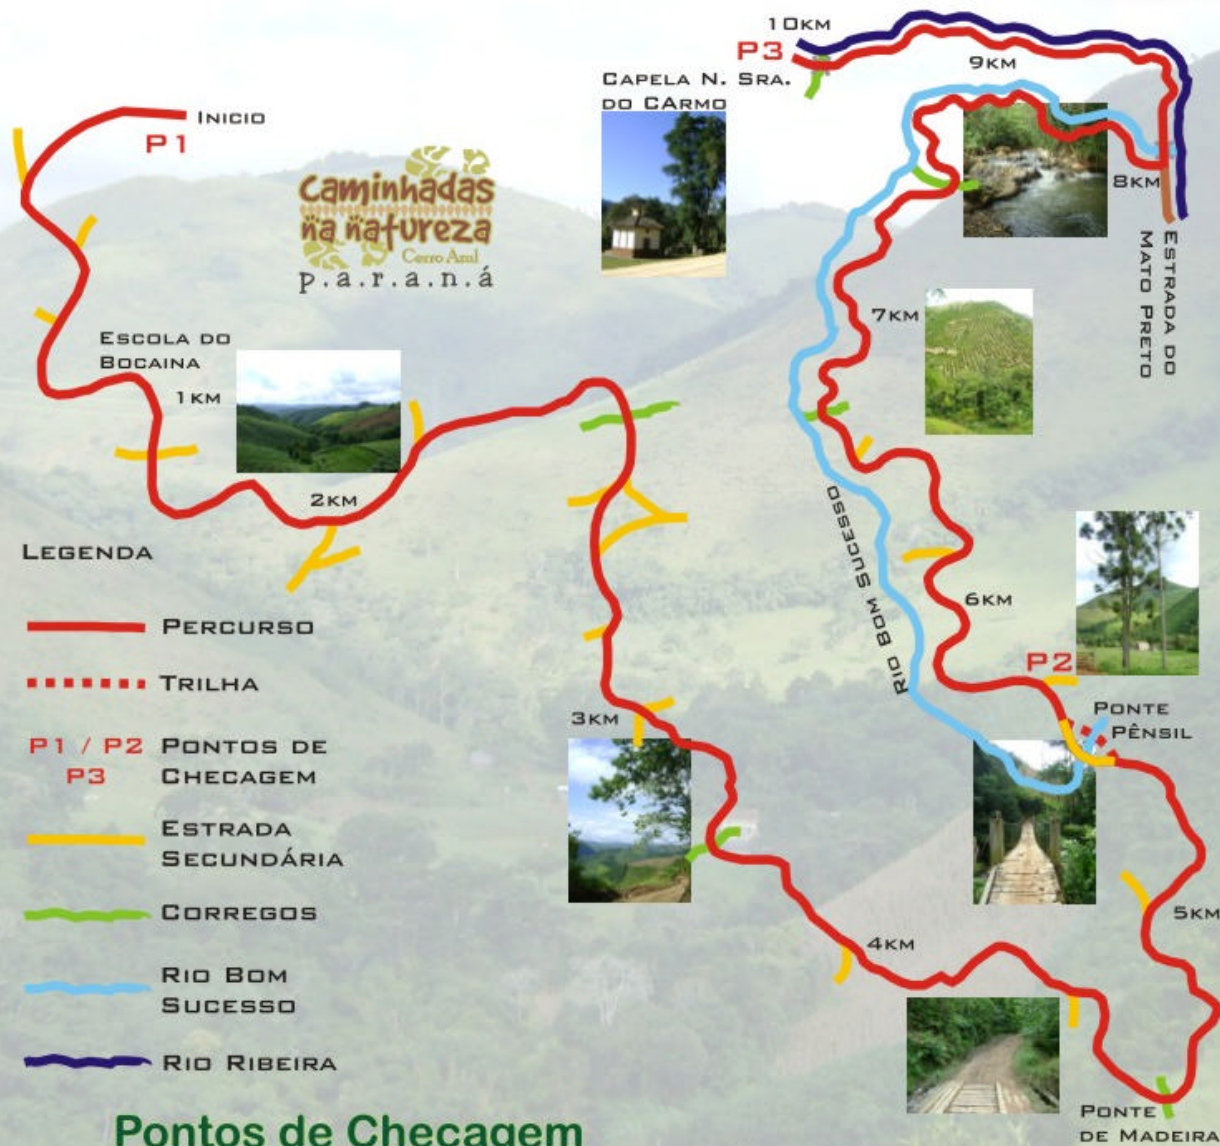 10KM
P3
9KM
CAPELA N. SRA.
DO CARMO
INICIO
P1
8KM
caminhadas
na natureza
Cerro Azul
p.a.r.a.n.á
ESTRADA DO
MATO PRETO
7KM
ESCOLA DO
BOCAINA
1KM
2KM
RIO BOM SUCESSO
6KM
P2
PONTE
PÊNSIL
3KM
5KM
4KM
PONTE
DE MADEIRA
LEGENDA
PERCURSO
TRILHA
P1 / P2
P3
PONTOS DE
CHECAGEM
ESTRADA
SECUNDÁRIA
CORREGOS
RIO BOM
SUCESSO
RIO RIBEIRA
Pontos de Checagem